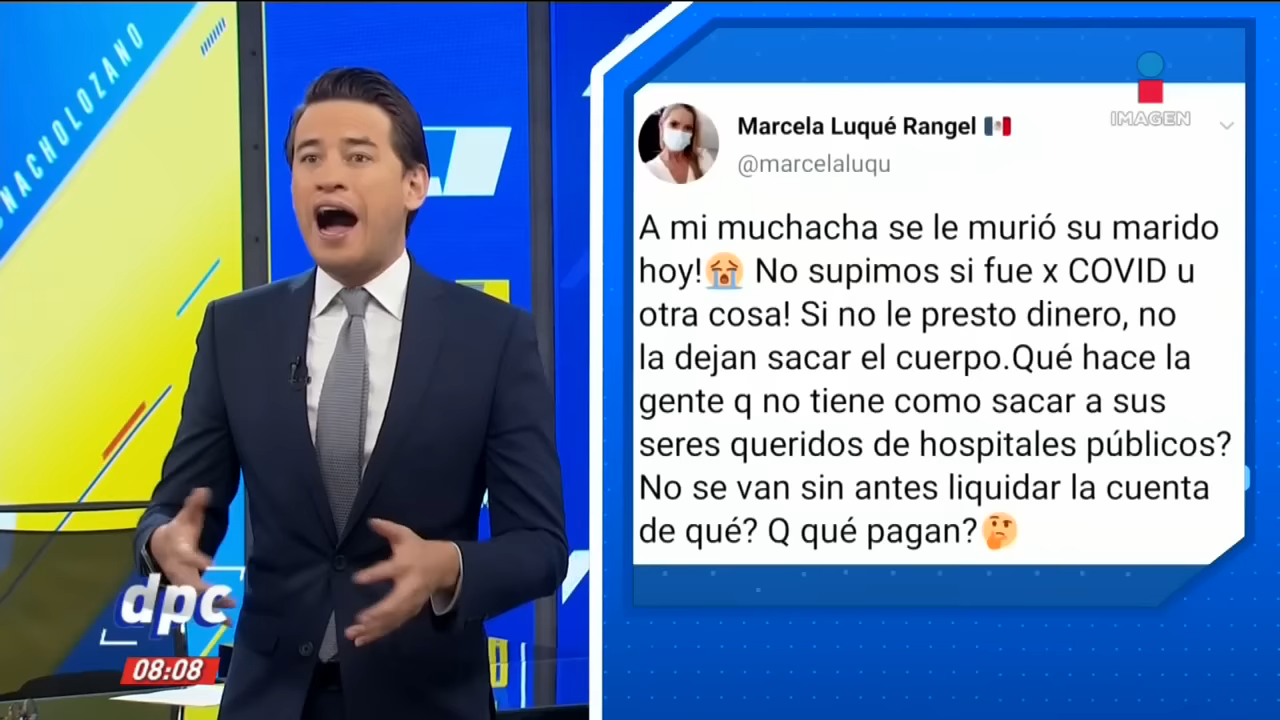 NACHOLOZANO
IMAGEN
Marcela Luqué Rangel 🇲🇽
@marcelaluqu
A mi muchacha se le murió su marido
hoy!😭 No supimos si fue x COVID u
otra cosa! Si no le presto dinero, no
la dejan sacar el cuerpo.Qué hace la
gente q no tiene como sacar a sus
seres queridos de hospitales públicos?
No se van sin antes liquidar la cuenta
de qué? Q qué pagan?🤔
dpc
08:08